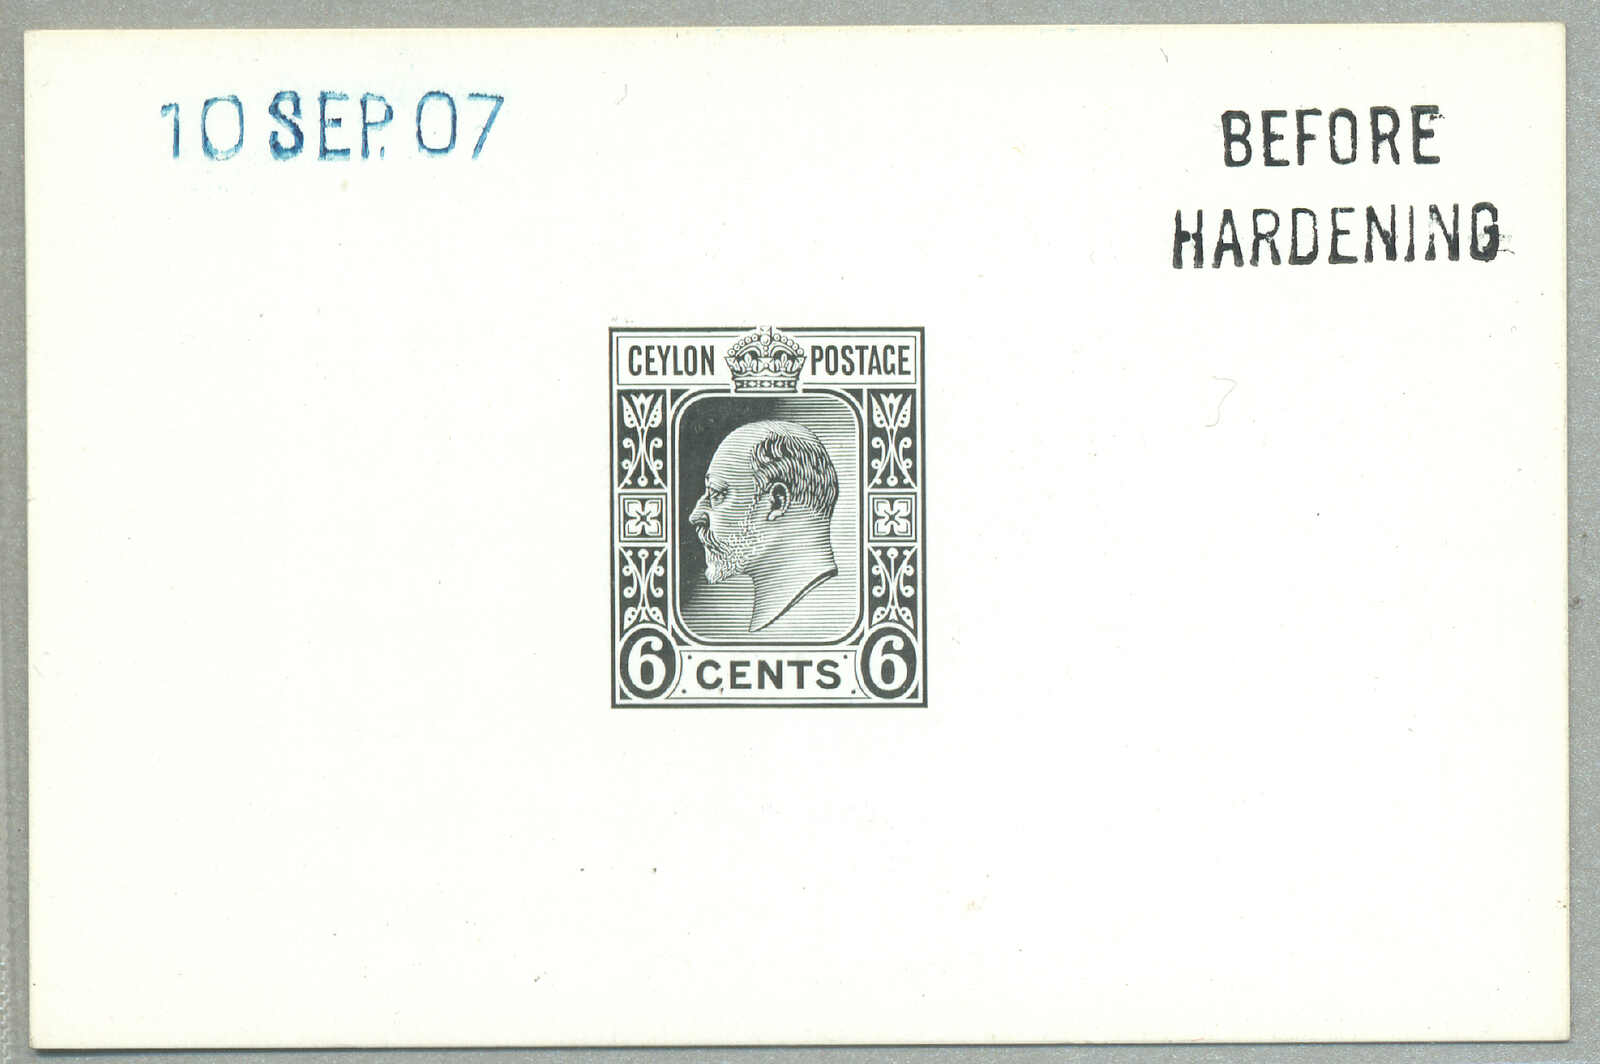 10 SEP. 07
BEFORE
HARDENING
CEYLON POSTAGE
6 CENTS 6